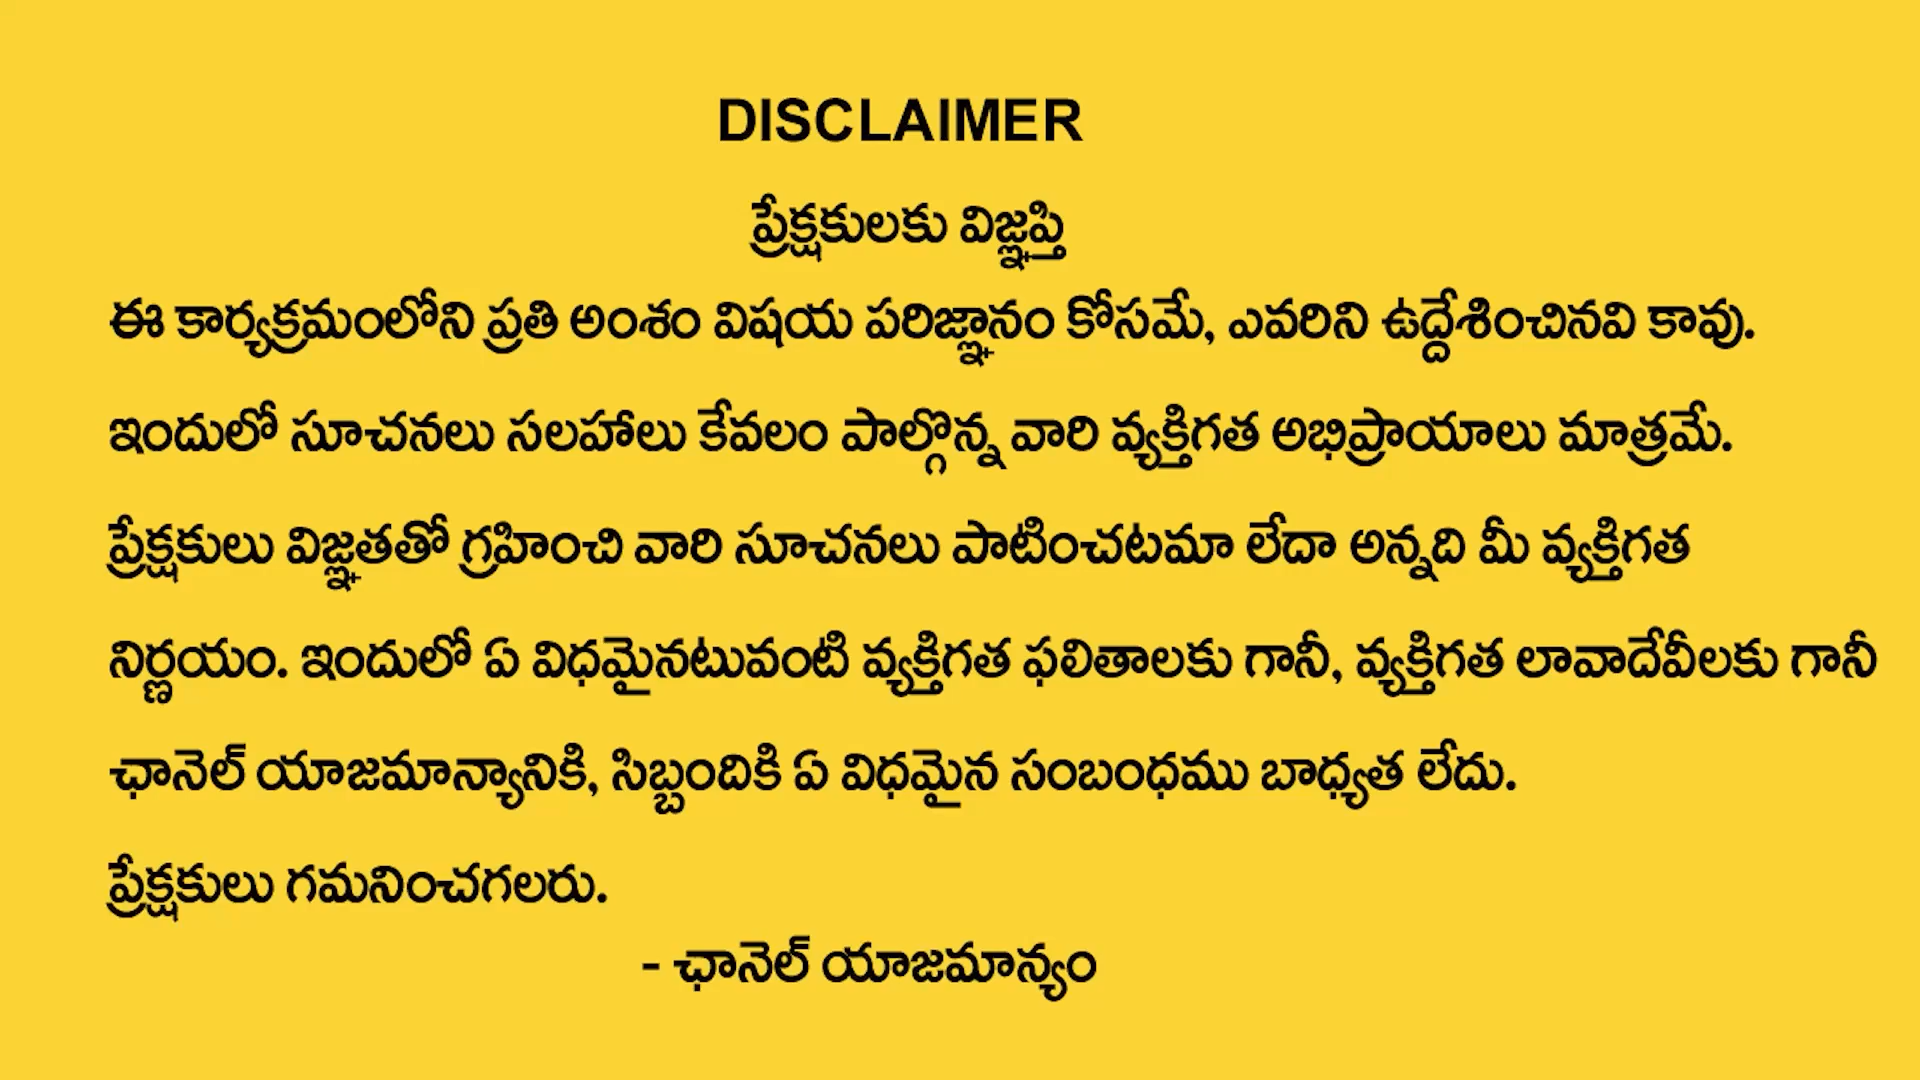 DISCLAIMER
ప్రేక్షకులకు విజ్ఞప్తి
ఈ కార్యక్రమంలోని ప్రతి అంశం విషయ పరిజ్ఞానం కోసమే, ఎవరిని ఉద్దేశించినవి కావు.
ఇందులో సూచనలు సలహాలు కేవలం పాల్గొన్న వారి వ్యక్తిగత అభిప్రాయాలు మాత్రమే.
ప్రేక్షకులు విజ్ఞతతో గ్రహించి వారి సూచనలు పాటించటమా లేదా అన్నది మీ వ్యక్తిగత
నిర్ణయం. ఇందులో ఏ విధమైనటువంటి వ్యక్తిగత ఫలితాలకు గానీ, వ్యక్తిగత లావాదేవీలకు గానీ
ఛానెల్ యాజమాన్యానికి, సిబ్బందికి ఏ విధమైన సంబంధము బాధ్యత లేదు.
ప్రేక్షకులు గమనించగలరు.
- ఛానెల్ యాజమాన్యం